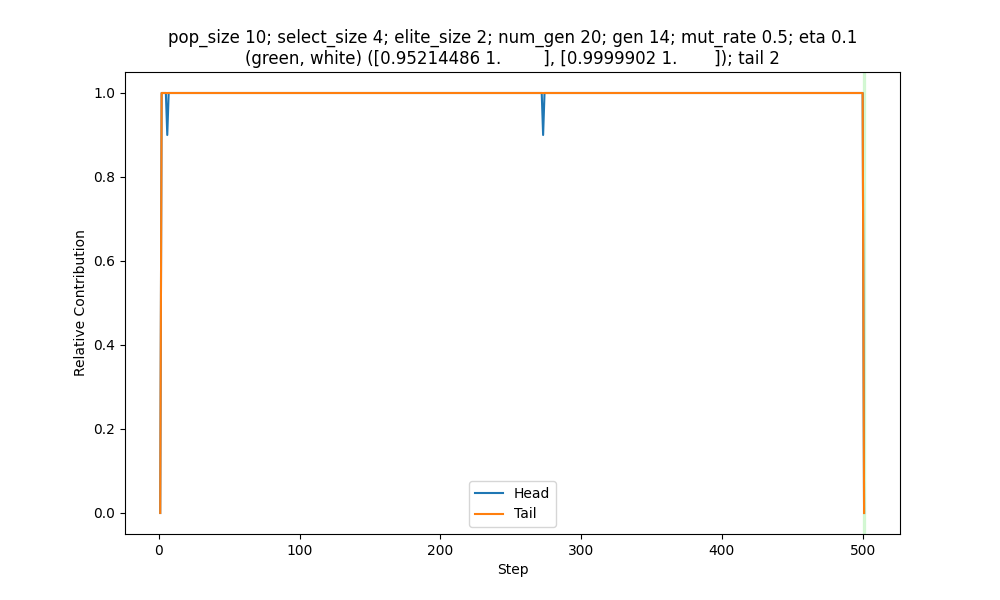 pop_size 10; select_size 4; elite_size 2; num_gen 20; gen 14; mut_rate 0.5; eta 0.1
(green, white) ([0.95214486 1.        ], [0.9999902 1.       ]); tail 2
1.0
0.8
0.6
0.4
0.2
0.0
Relative Contribution
Head
Tail
0 100 200 300 400 500
Step